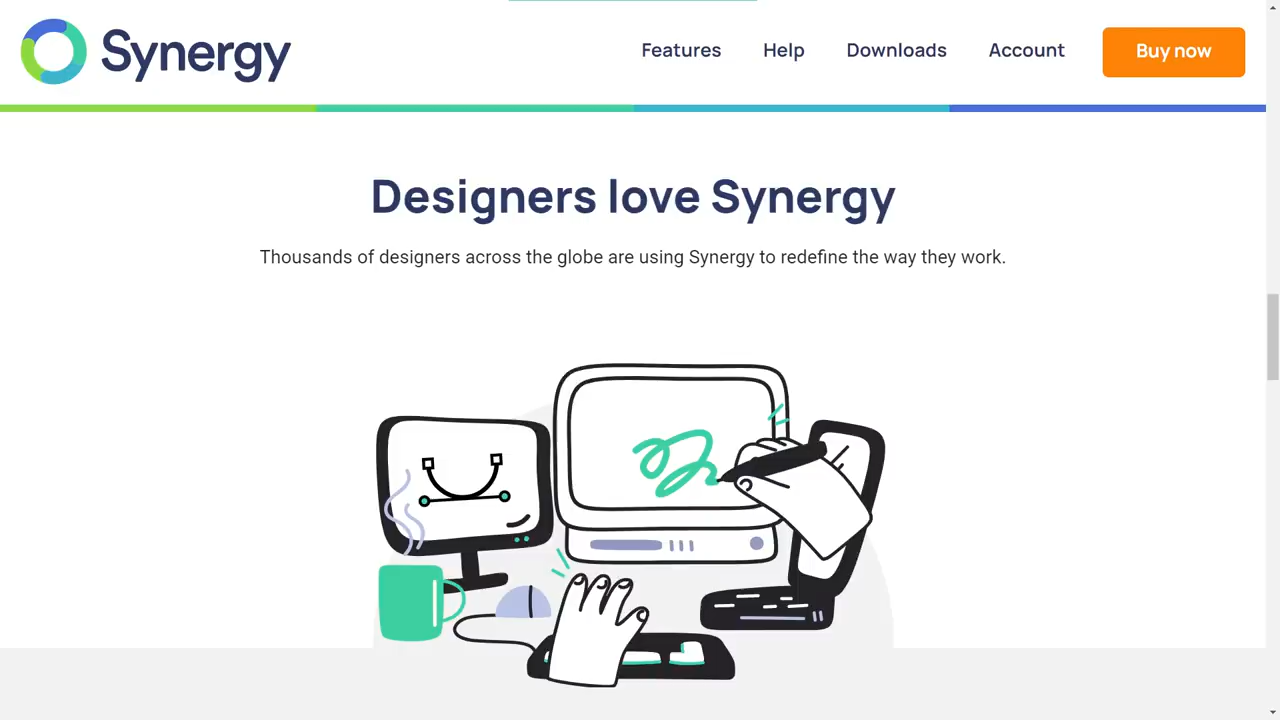 Synergy
Features Help Downloads Account Buy now
Designers love Synergy
Thousands of designers across the globe are using Synergy to redefine the way they work.